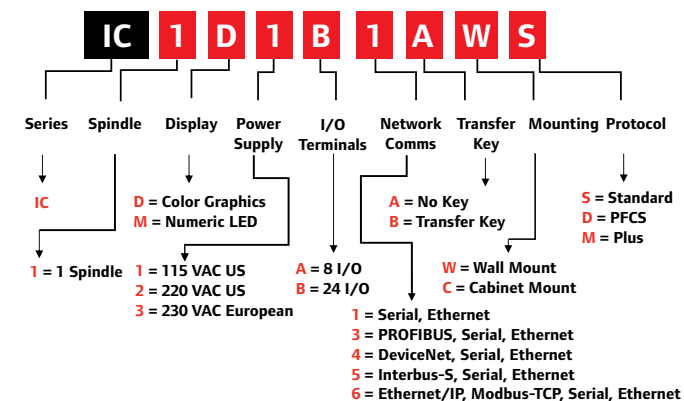 IC 1 D 1 B 1 A W S
Series Spindle Display Power Supply I/O Terminals Network Comms Transfer Key Mounting Protocol
IC
1 = 1 Spindle
D = Color Graphics
M = Numeric LED
1 = 115 VAC US
2 = 220 VAC US
3 = 230 VAC European
A = 8 I/O
B = 24 I/O
1 = Serial, Ethernet
3 = PROFIBUS, Serial, Ethernet
4 = DeviceNet, Serial, Ethernet
5 = Interbus-S, Serial, Ethernet
6 = Ethernet/IP, Modbus-TCP, Serial, Ethernet
A = No Key
B = Transfer Key
W = Wall Mount
C = Cabinet Mount
S = Standard
D = PFCS
M = Plus